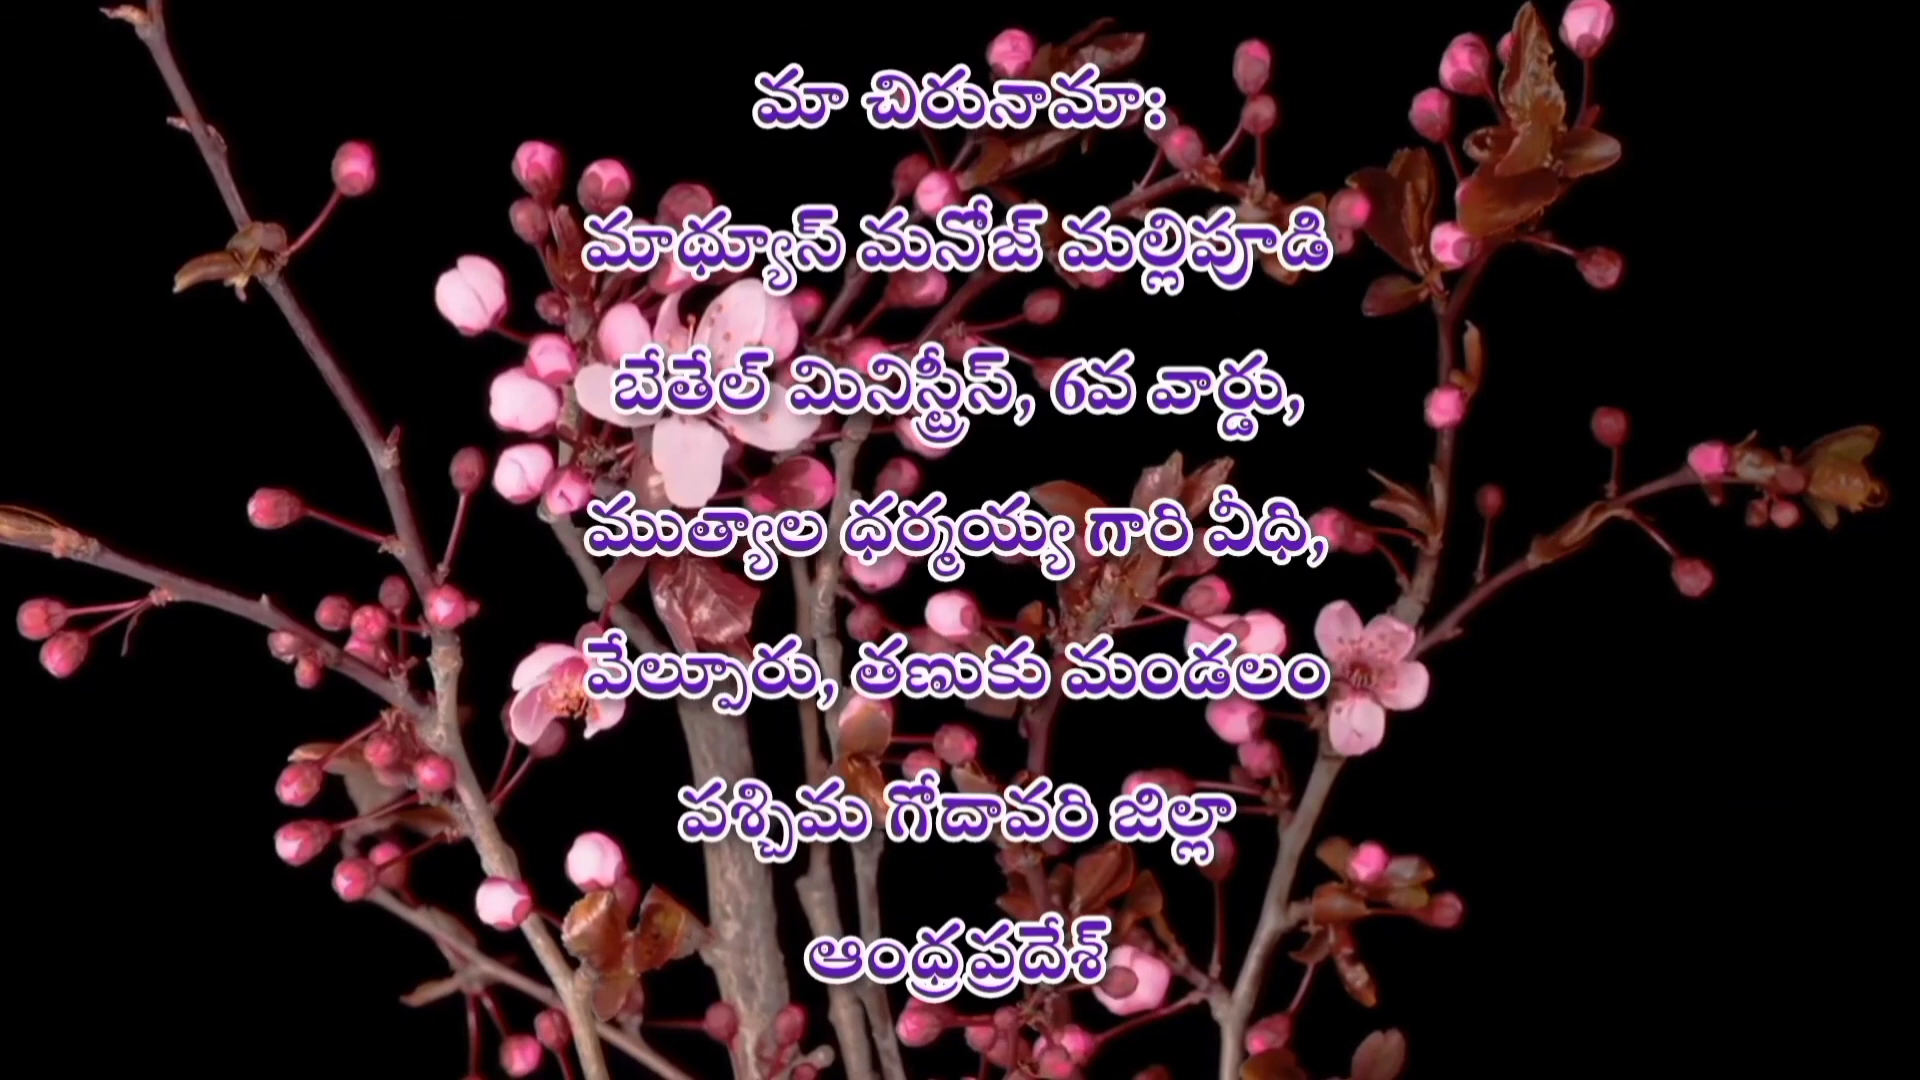 మా చిరునామాః
మాథ్యూస్ మనోజ్ మల్లిపూడి
బేతేల్ మినిస్ట్రీస్, 6వ వార్డు,
ముత్యాల ధర్మయ్య గారి వీధి,
వేల్పూరు, తణుకు మండలం
పశ్చిమ గోదావరి జిల్లా
ఆంధ్రప్రదేశ్